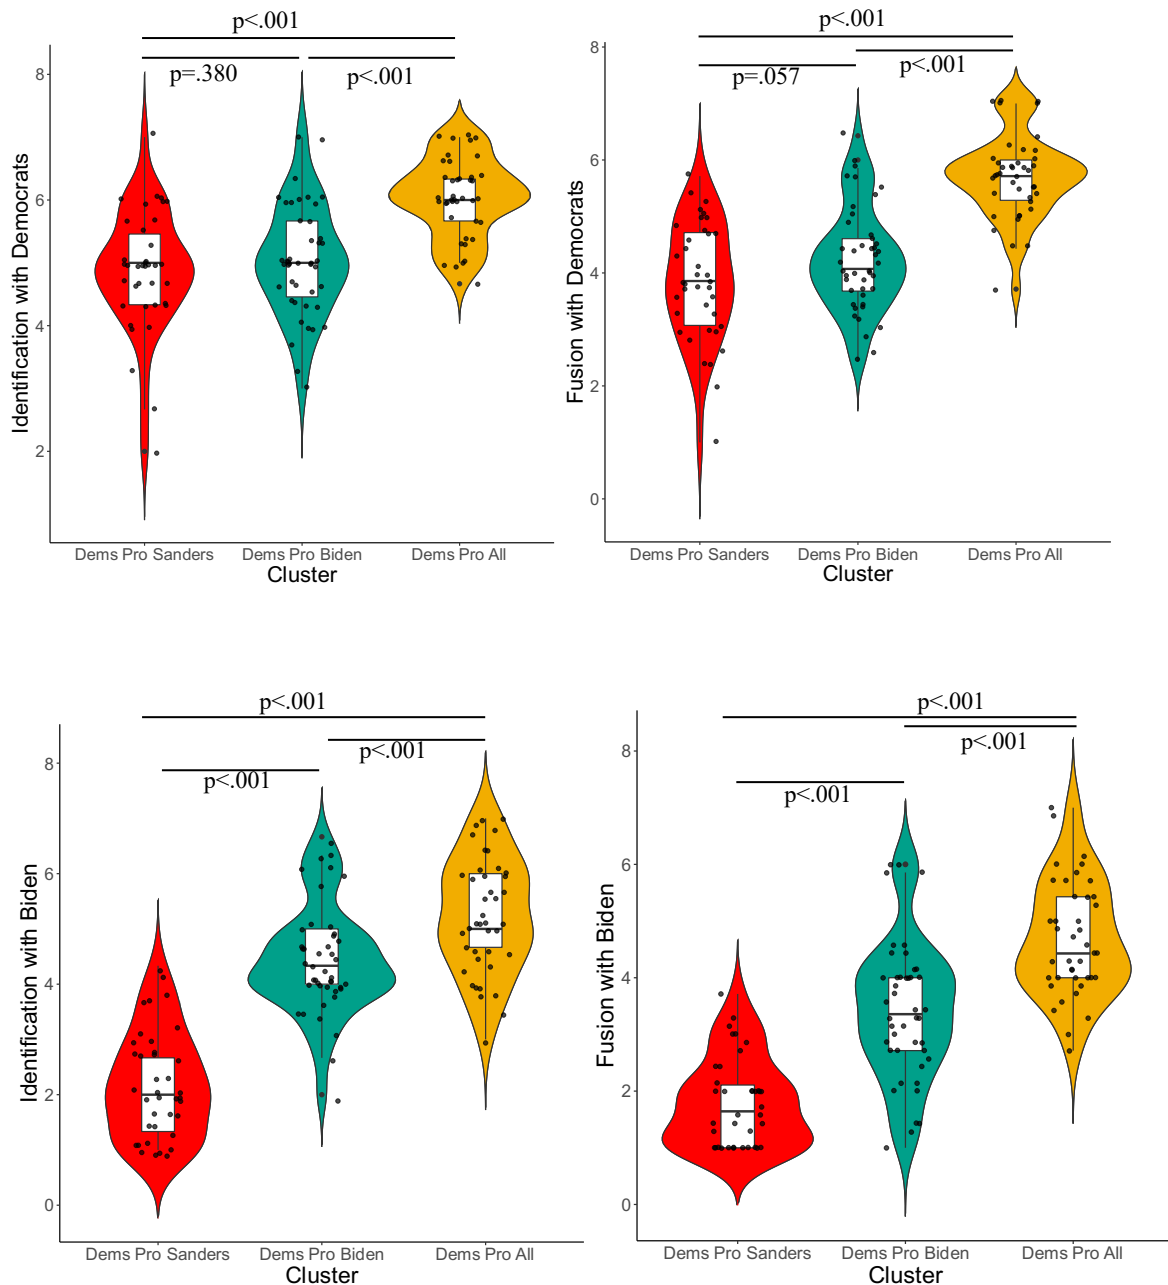 p<.001
p=.380
p<.001
Identification with Democrats
8
6
4
2
Dems Pro Sanders
Dems Pro Biden
Dems Pro All
Cluster
p<.001
p=.057
p<.001
Fusion with Democrats
8
6
4
2
0
Dems Pro Sanders
Dems Pro Biden
Dems Pro All
Cluster
p<.001
p<.001
p<.001
Identification with Biden
8
6
4
2
0
Dems Pro Sanders
Dems Pro Biden
Dems Pro All
Cluster
p<.001
p<.001
p<.001
Fusion with Biden
8
6
4
2
0
Dems Pro Sanders
Dems Pro Biden
Dems Pro All
Cluster